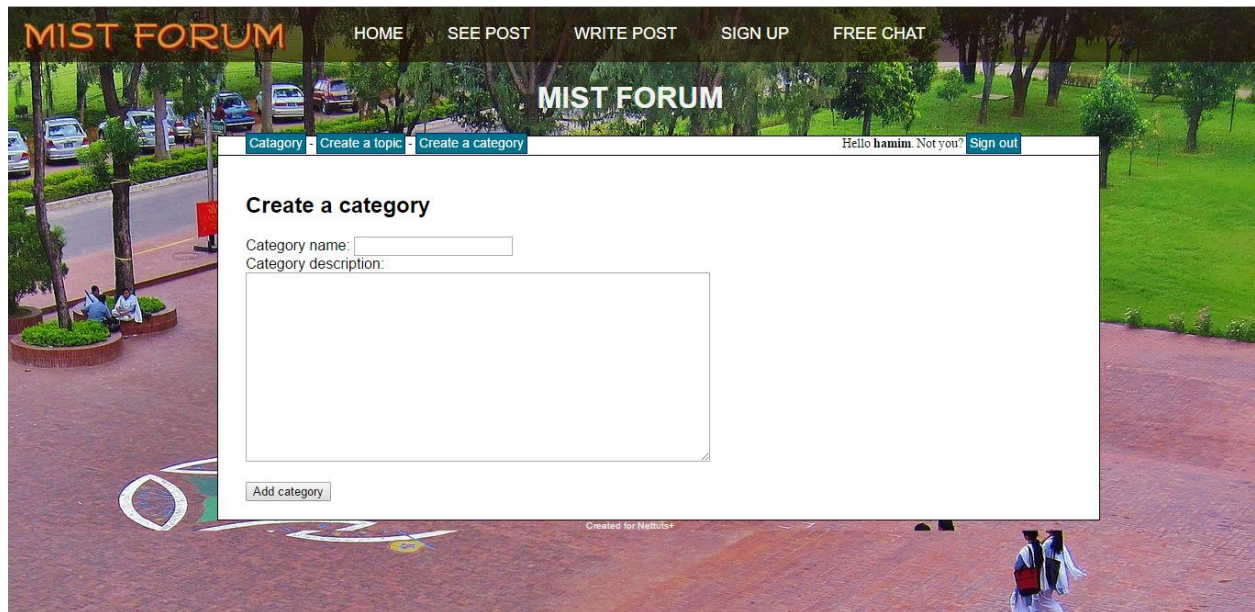 MIST FORUM HOME SEE POST WRITE POST SIGN UP FREE CHAT
MIST FORUM
Catagory - Create a topic - Create a category Hello hamim. Not you? Sign out
Create a category
Category name:
Category description:
Add category
Created for Nettuts+